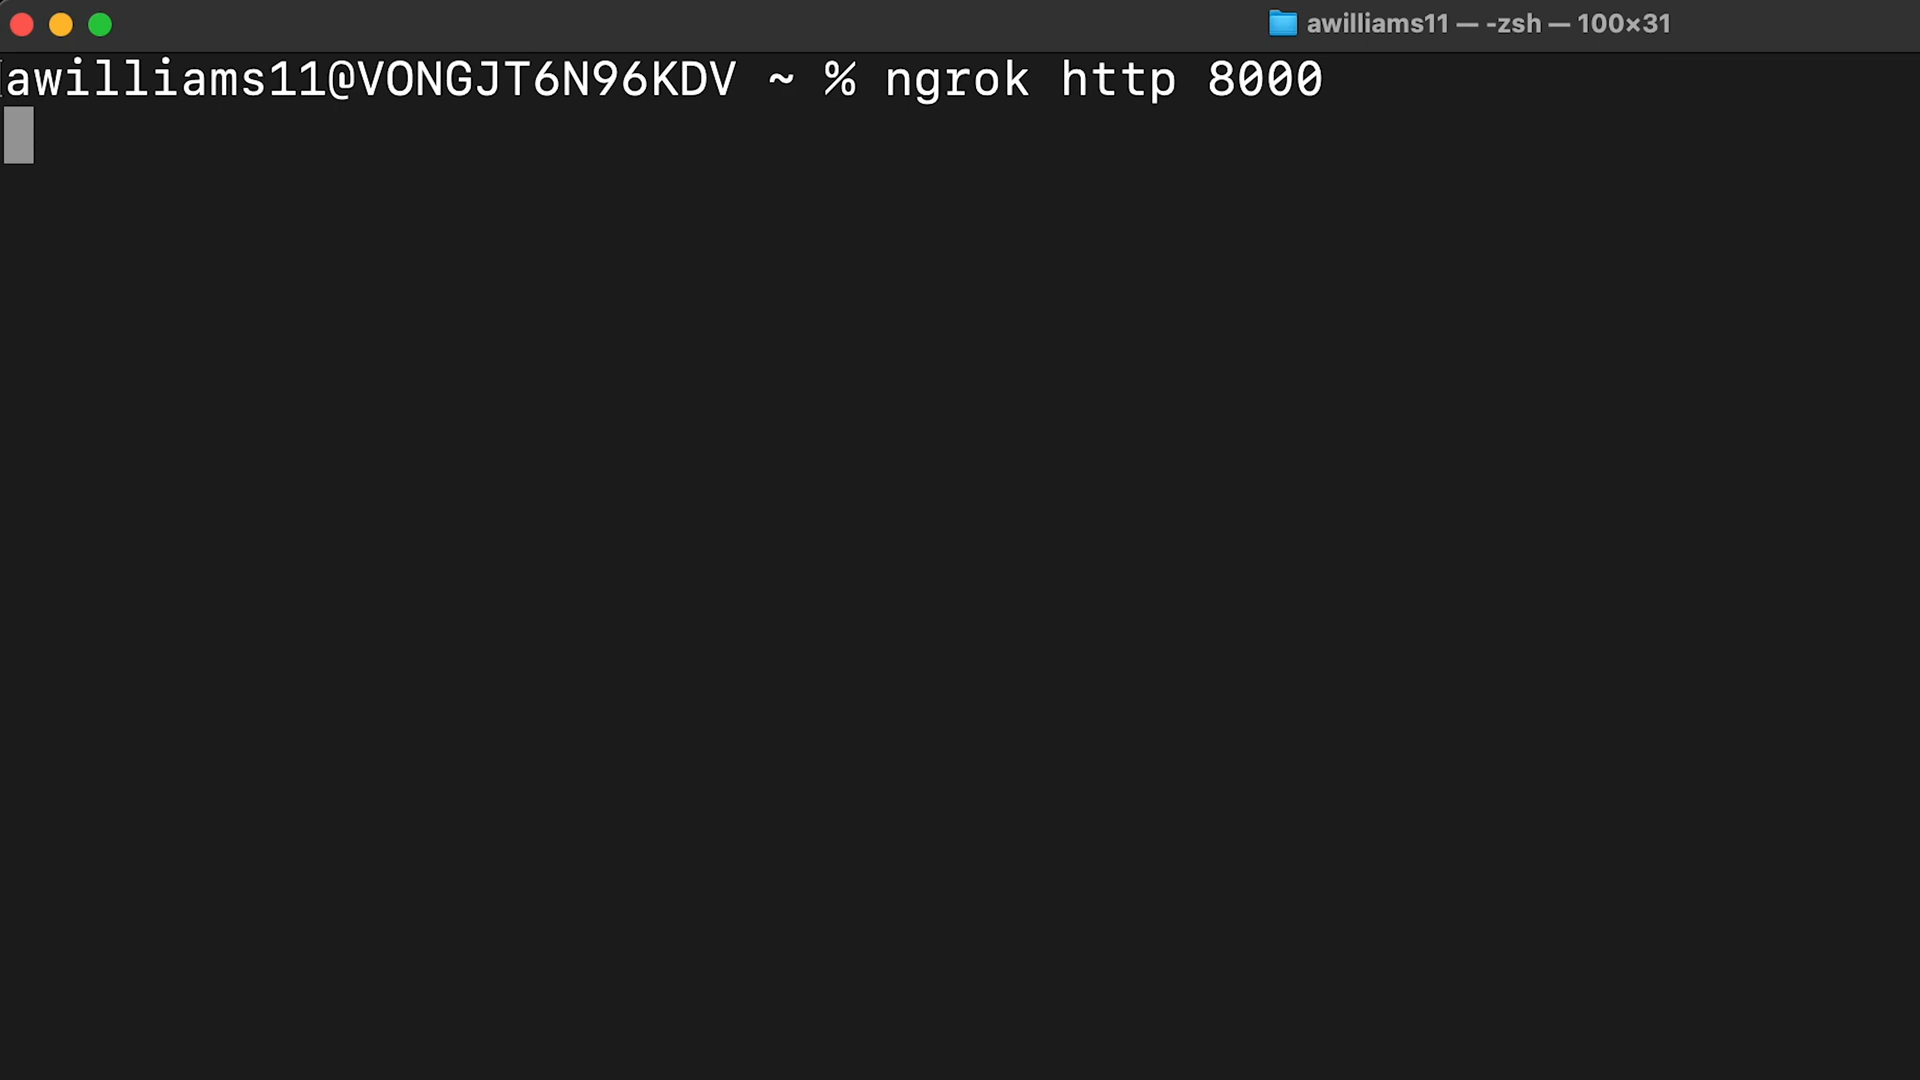 awilliams11 — -zsh — 100×31
awilliams11@VONGJT6N96KDV ~ % ngrok http 8000